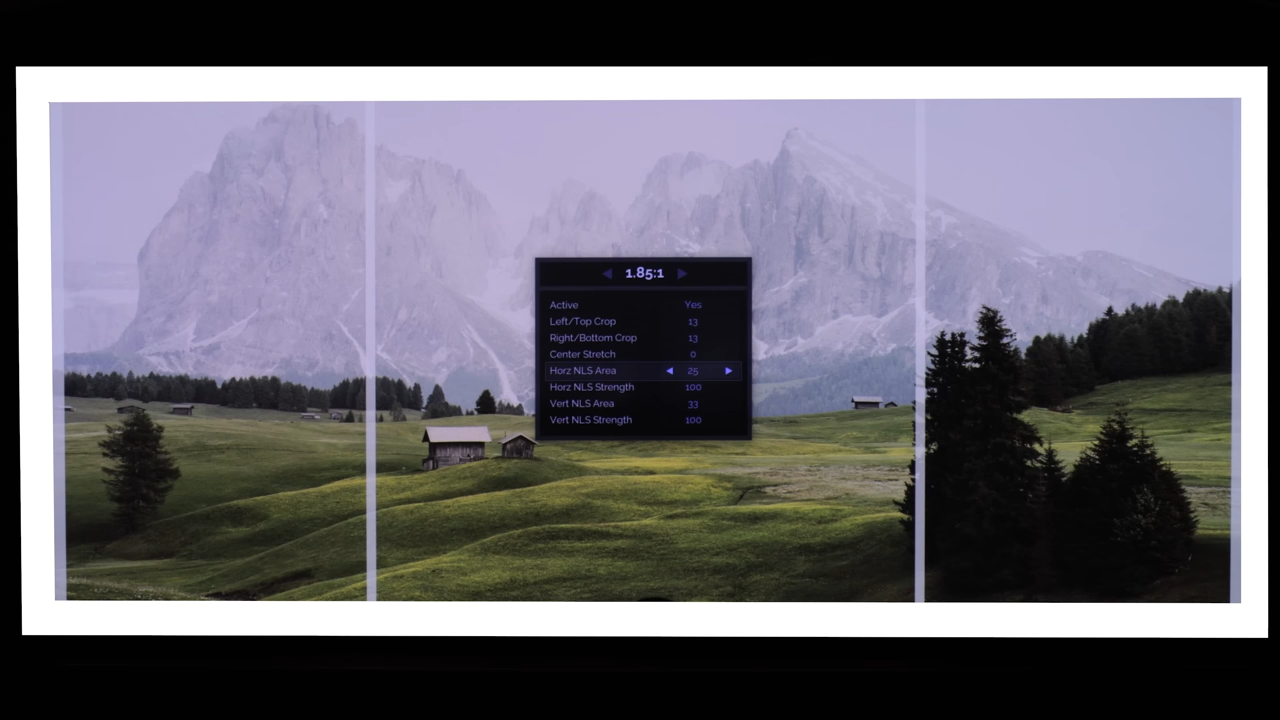 1.85:1
Active Yes
Left/Top Crop 13
Right/Bottom Crop 13
Center Stretch 0
Horz NLS Area 25
Horz NLS Strength 100
Vert NLS Area 33
Vert NLS Strength 100